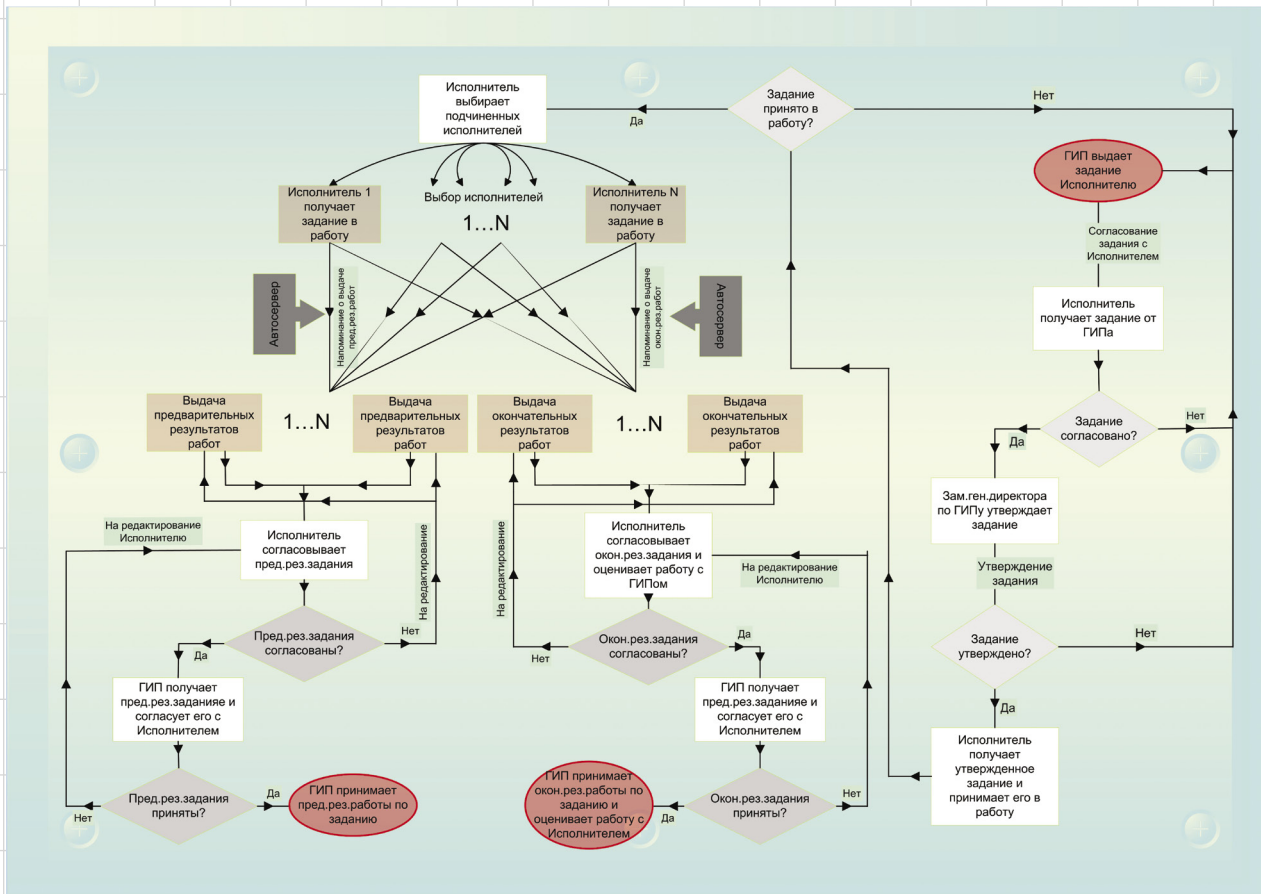 Исполнитель
выбирает
подчиненных
исполнителей
Задание
принято в
работу?
Да
Нет
ГИП выдает
задание
Исполнителю
Согласование
задания с
Исполнителем
Исполнитель
получает задание от
ГИПа
Задание
согласовано?
Да
Нет
Зам.ген.директора
по ГИПу утверждает
задание
Утверждение
задания
Задание
утверждено?
Нет
Да
Исполнитель
получает
утвержденное
задание и
принимает его в
работу
Исполнитель 1
получает
задание в
работу
Выбор исполнителей
1…N
Исполнитель N
получает
задание в
работу
Автосервер
Напоминание о выдаче
пред.рез.работ
Напоминание о выдаче
окон.рез.работ
Автосервер
Выдача
предварительных
результатов
работ
1…N
Выдача
предварительных
результатов
работ
Выдача
окончательных
результатов
работ
1…N
Выдача
окончательных
результатов
работ
На редактирование
Исполнителю
Исполнитель
согласовывает
пред.рез.задания
На редактирование
Пред.рез.задания
согласованы?
Да
Нет
ГИП получает
пред.рез.заданияе и
согласует его с
Исполнителем
Пред.рез.задания
приняты?
Нет
Да
ГИП принимает
пред.рез.работы по
заданию
На редактирование
Исполнитель
согласовывает
окон.рез.задания и
оценивает работу с
ГИПом
На редактирование
Исполнителю
Окон.рез.задания
согласованы?
Нет
Да
ГИП получает
пред.рез.заданияе и
согласует его с
Исполнителем
Окон.рез.задания
приняты?
Да
Нет
ГИП принимает
окон.рез.работы по
заданию и
оценивает работу с
Исполнителем